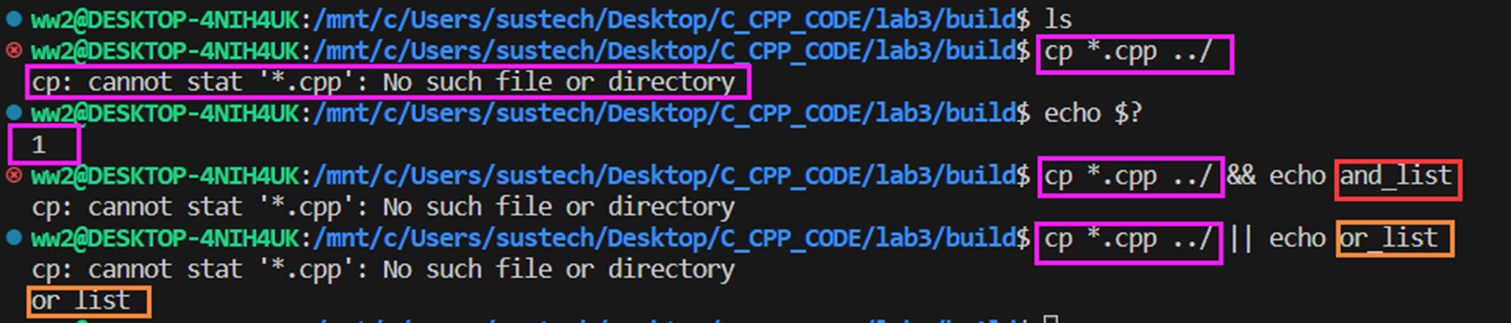 ww2@DESKTOP-4NIH4UK:/mnt/c/Users/sustech/Desktop/C_CPP_CODE/lab3/build$ ls
ww2@DESKTOP-4NIH4UK:/mnt/c/Users/sustech/Desktop/C_CPP_CODE/lab3/build$ cp *.cpp ../
cp: cannot stat '*.cpp': No such file or directory
ww2@DESKTOP-4NIH4UK:/mnt/c/Users/sustech/Desktop/C_CPP_CODE/lab3/build$ echo $?
1
ww2@DESKTOP-4NIH4UK:/mnt/c/Users/sustech/Desktop/C_CPP_CODE/lab3/build$ cp *.cpp ../ && echo and_list
cp: cannot stat '*.cpp': No such file or directory
ww2@DESKTOP-4NIH4UK:/mnt/c/Users/sustech/Desktop/C_CPP_CODE/lab3/build$ cp *.cpp ../ || echo or_list
cp: cannot stat '*.cpp': No such file or directory
or list